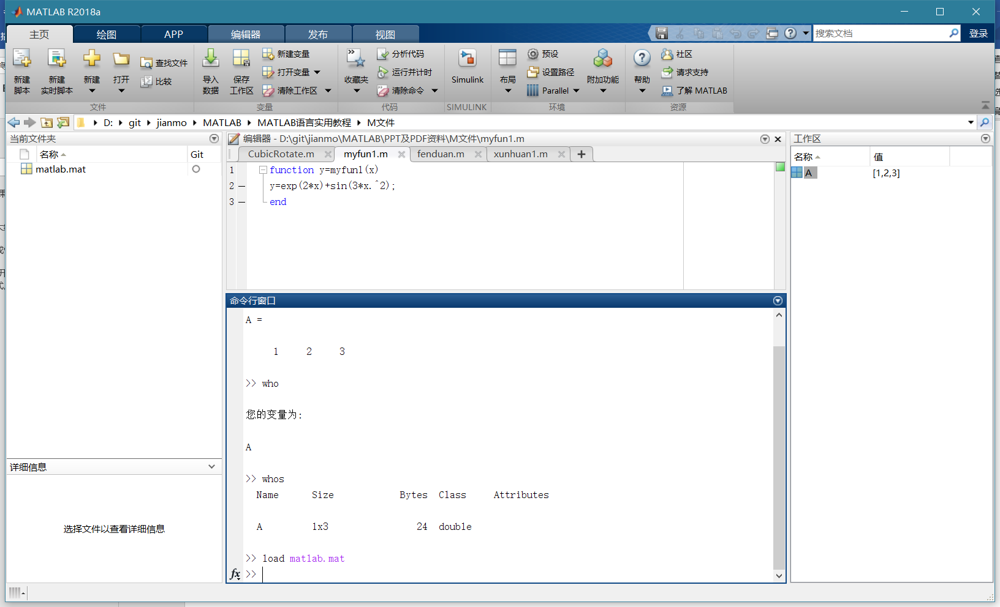 MATLAB R2018a
主页 绘图 APP 编辑器 发布 视图
搜索文档 登录
新建脚本 新建实时脚本 新建 打开 查找文件 比较
导入数据 保存工作区 新建变量 打开变量 清除工作区
收藏夹 分析代码 运行并计时 清除命令
Simulink
布局 预设 设置路径 Parallel 附加功能
帮助 社区 请求支持 了解 MATLAB
文件 变量 代码 SIMULINK 环境 资源
D: git jianmo MATLAB MATLAB语言实用教程 M文件
当前文件夹
名称 Git
matlab.mat
详细信息
选择文件以查看详细信息
编辑器 - D:\git\jianmo\MATLAB\PPT及PDF资料\M文件\myfun1.m
CubicRotate.m myfun1.m fenduan.m xunhuan1.m
1 function y=myfun1(x)
2 y=exp(2*x)+sin(3*x.^2);
3 end
命令行窗口
A =
1 2 3
>> who
您的变量为:
A
>> whos
Name Size Bytes Class Attributes
A 1x3 24 double
>> load matlab.mat
fx >>
工作区
名称 值
A [1,2,3]